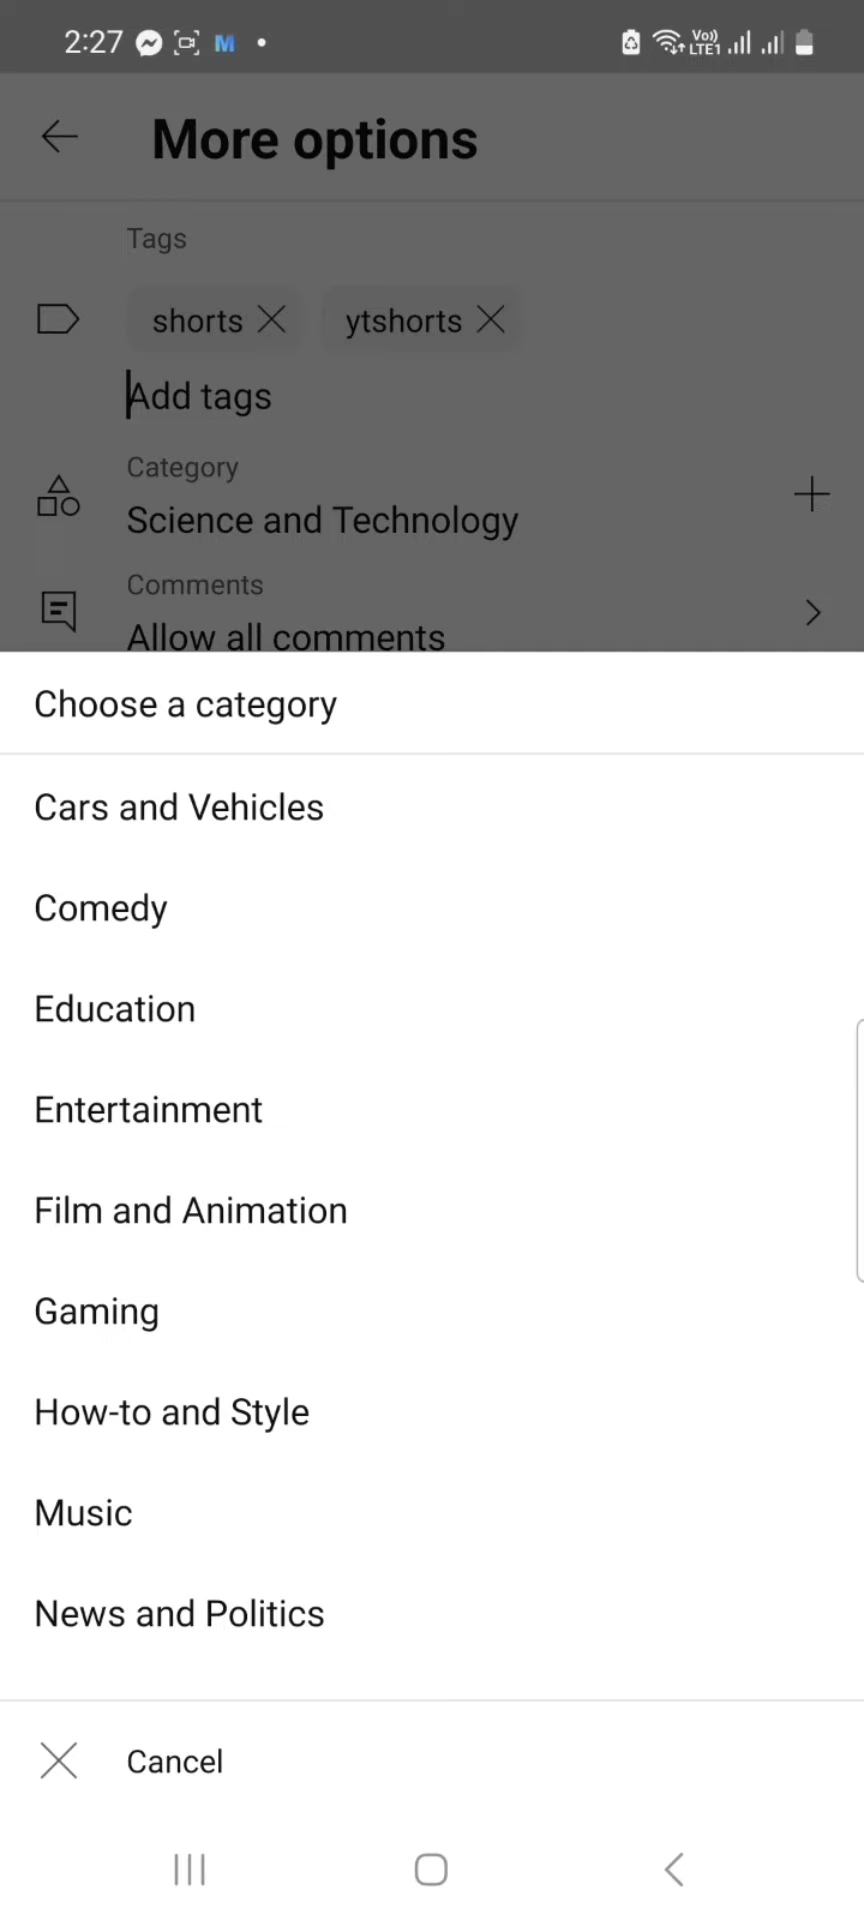 2:27
Vo)) LTE1
More options
Tags
shorts ytshorts
Add tags
Category
Science and Technology
Comments
Allow all comments
Choose a category
Cars and Vehicles
Comedy
Education
Entertainment
Film and Animation
Gaming
How-to and Style
Music
News and Politics
Cancel